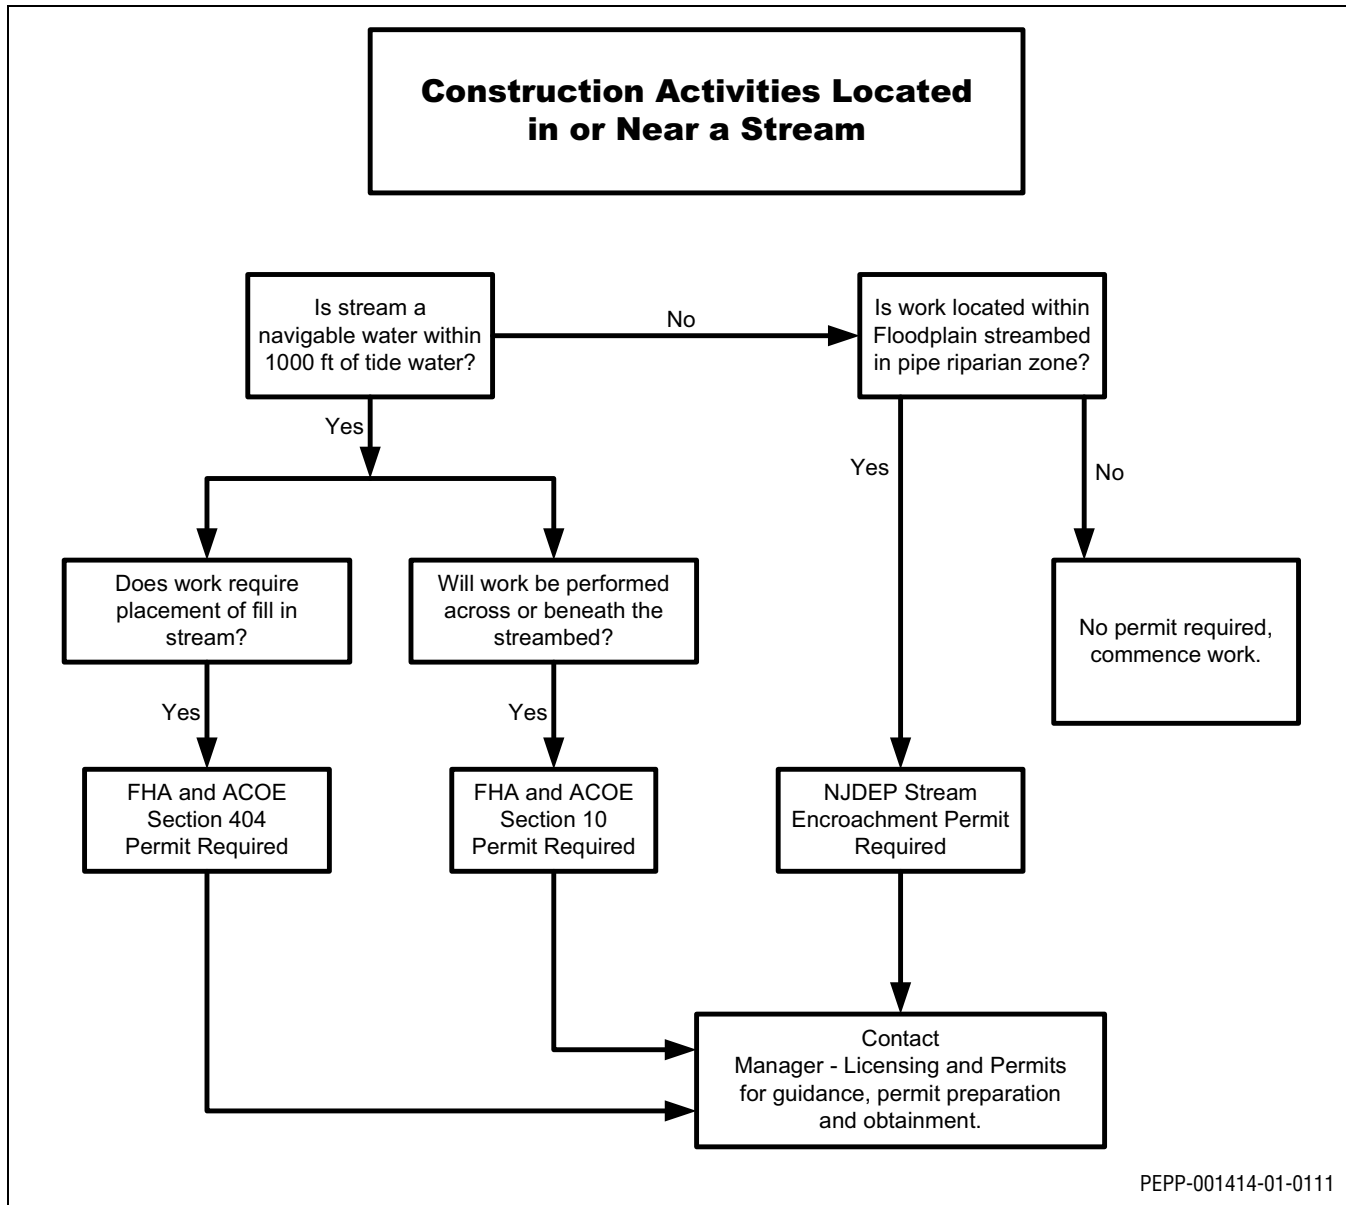 Construction Activities Located
in or Near a Stream
Is stream a
navigable water within
1000 ft of tide water?
No
Is work located within
Floodplain streambed
in pipe riparian zone?
Yes
Yes
No
Does work require
placement of fill in
stream?
Will work be performed
across or beneath the
streambed?
No permit required,
commence work.
Yes
Yes
FHA and ACOE
Section 404
Permit Required
FHA and ACOE
Section 10
Permit Required
NJDEP Stream
Encroachment Permit
Required
Contact
Manager - Licensing and Permits
for guidance, permit preparation
and obtainment.
PEPP-001414-01-0111